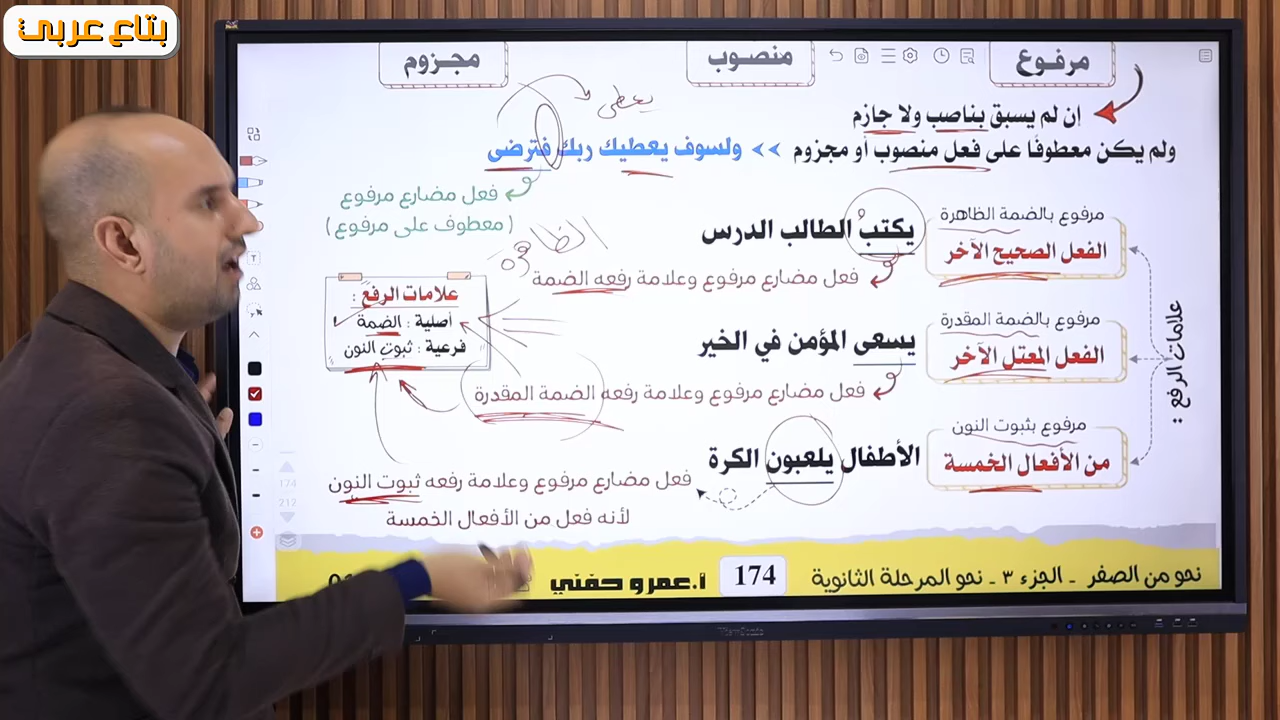 بتاع عربي
مرفوع
منصوب
مجزوم
إن لم يسبق بناصب ولا جازم
ولم يكن معطوفًا على فعل منصوب أو مجزوم >> ولسوف يعطيك ربك فترضى
يعطى
فعل مضارع مرفوع
(معطوف على مرفوع)
علامات الرفع :
مرفوع بالضمة الظاهرة
الفعل الصحيح الآخر
يكتبُ الطالب الدرس
فعل مضارع مرفوع وعلامة رفعه الضمة
الظاهرة
علامات الرفع :
أصلية : الضمة
فرعية : ثبوت النون
مرفوع بالضمة المقدرة
الفعل المعتل الآخر
يسعى المؤمن في الخير
فعل مضارع مرفوع وعلامة رفعه الضمة المقدرة
مرفوع بثبوت النون
من الأفعال الخمسة
الأطفال يلعبون الكرة
فعل مضارع مرفوع وعلامة رفعه ثبوت النون
لأنه فعل من الأفعال الخمسة
174
212
نحو من الصفر - الجزء ٣ - نحو المرحلة الثانوية
174
أ.عمرو حفني